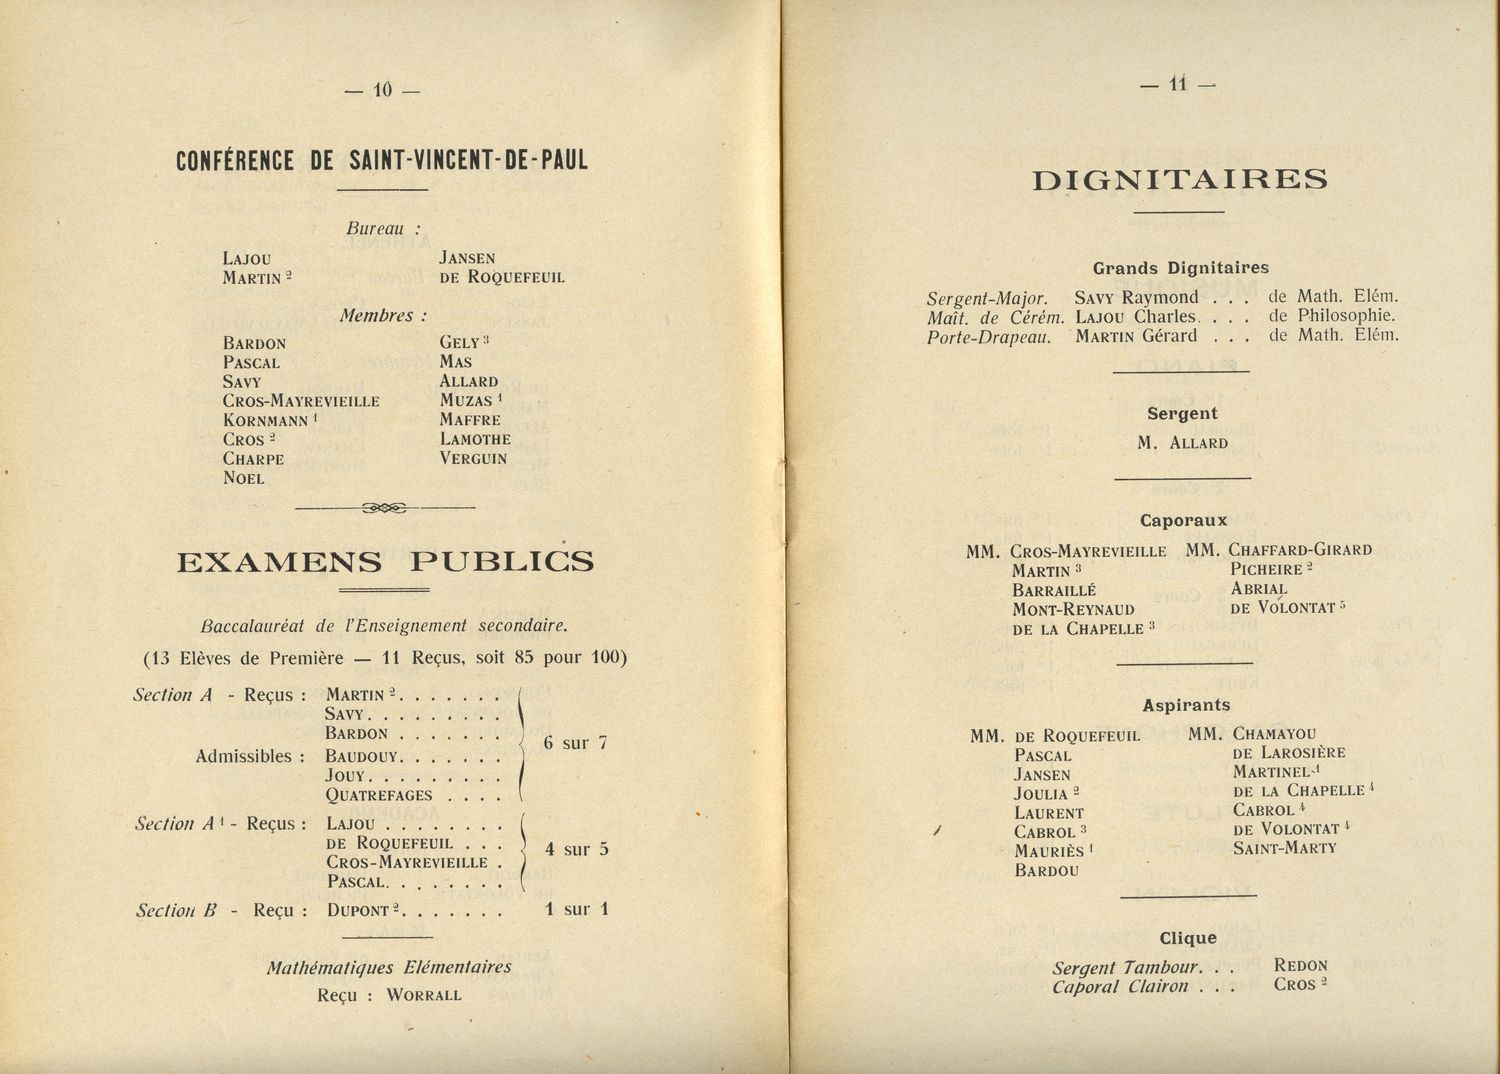 — 10 —
CONFÉRENCE DE SAINT-VINCENT-DE-PAUL
Bureau :
LAJOU JANSEN
MARTIN ² DE ROQUEFEUIL
Membres :
BARDON GELY ³
PASCAL MAS
SAVY ALLARD
CROS-MAYREVIEILLE MUZAS ¹
KORNMANN ¹ MAFFRE
CROS ² LAMOTHE
CHARPE VERGUIN
NOEL
EXAMENS PUBLICS
Baccalauréat de l'Enseignement secondaire.
(13 Elèves de Première — 11 Reçus, soit 85 pour 100)
Section A - Reçus : MARTIN ² . . . . . . .
SAVY . . . . . . . . .
BARDON . . . . . . .
6 sur 7
Admissibles : BAUDOUY. . . . . . .
JOUY. . . . . . . . .
QUATREFAGES . . . .
Section A ¹ - Reçus : LAJOU . . . . . . . .
DE ROQUEFEUIL . . .
4 sur 5
CROS-MAYREVIEILLE .
PASCAL. . . . . . . .
Section B - Reçu : DUPONT ². . . . . . . 1 sur 1
Mathématiques Elémentaires
Reçu : WORRALL
— 11 —
DIGNITAIRES
Grands Dignitaires
Sergent-Major. SAVY Raymond . . . de Math. Elém.
Maît. de Cérém. LAJOU Charles. . . . de Philosophie.
Porte-Drapeau. MARTIN Gérard . . . de Math. Elém.
Sergent
M. ALLARD
Caporaux
MM. CROS-MAYREVIEILLE MM. CHAFFARD-GIRARD
MARTIN ³ PICHEIRE ²
BARRAILLÉ ABRIAL
MONT-REYNAUD DE VOLONTAT ⁵
DE LA CHAPELLE ³
Aspirants
MM. DE ROQUEFEUIL MM. CHAMAYOU
PASCAL DE LAROSIÈRE
JANSEN MARTINEL ¹
JOULIA ² DE LA CHAPELLE ⁴
LAURENT CABROL ⁴
CABROL ³ DE VOLONTAT ⁴
MAURIÈS ¹ SAINT-MARTY
BARDOU
Clique
Sergent Tambour. . . REDON
Caporal Clairon . . . CROS ²